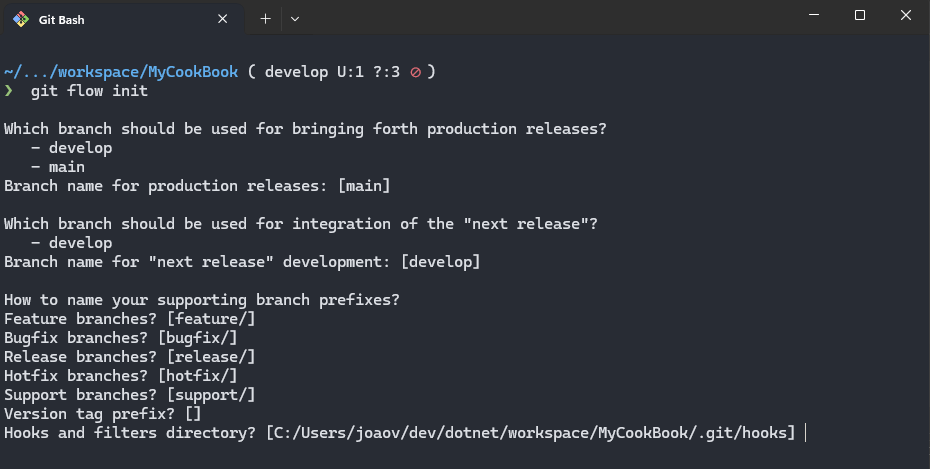 Git Bash
~/.../workspace/MyCookBook ( develop U:1 ?:3 ⊘ )
❯ git flow init
Which branch should be used for bringing forth production releases?
- develop
- main
Branch name for production releases: [main]
Which branch should be used for integration of the "next release"?
- develop
Branch name for "next release" development: [develop]
How to name your supporting branch prefixes?
Feature branches? [feature/]
Bugfix branches? [bugfix/]
Release branches? [release/]
Hotfix branches? [hotfix/]
Support branches? [support/]
Version tag prefix? []
Hooks and filters directory? [C:/Users/joaov/dev/dotnet/workspace/MyCookBook/.git/hooks]